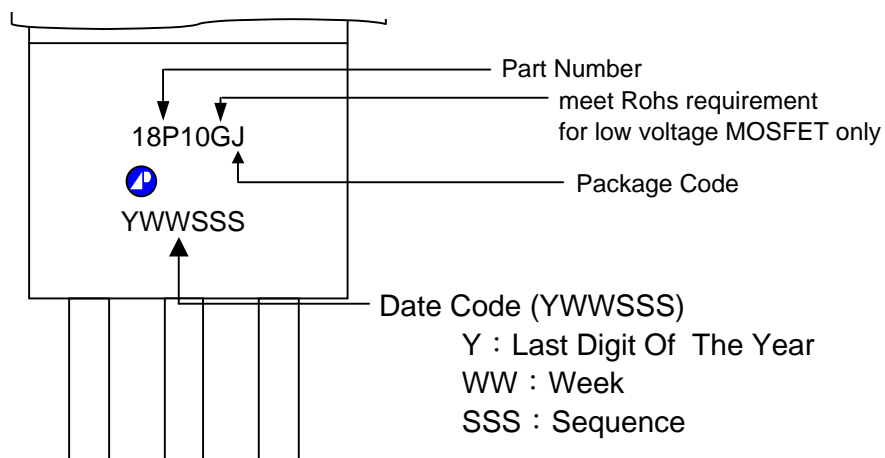 Part Number
meet Rohs requirement
for low voltage MOSFET only
18P10GJ
Package Code
YWWSSS
Date Code (YWWSSS)
Y：Last Digit Of The Year
WW：Week
SSS：Sequence